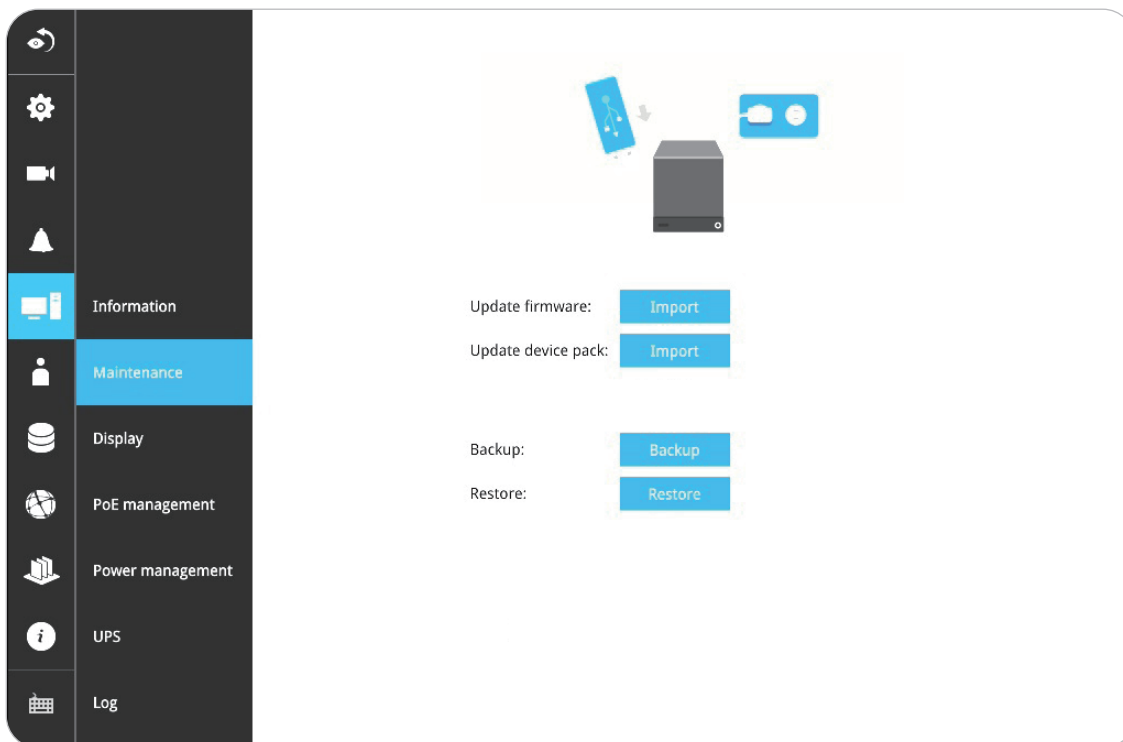 Information
Maintenance
Display
PoE management
Power management
UPS
Log
Update firmware: Import
Update device pack: Import
Backup: Backup
Restore: Restore